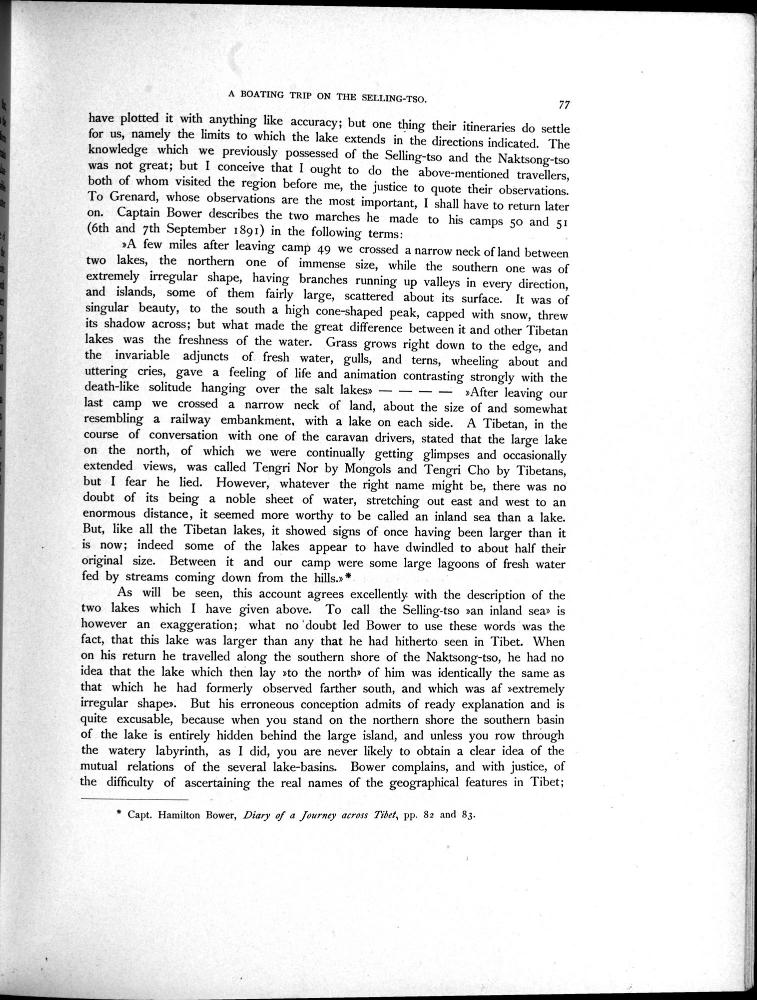 A BOATING TRIP ON THE SELLING-TSO.
77
have plotted it with anything like accuracy; but one thing their itineraries do settle
for us, namely the limits to which the lake extends in the directions indicated. The
knowledge which we previously possessed of the Selling-tso and the Naktsong-tso
was not great; but I conceive that I ought to do the above-mentioned travellers,
both of whom visited the region before me, the justice to quote their observations.
To Grenard, whose observations are the most important, I shall have to return later
on. Captain Bower describes the two marches he made to his camps 50 and 51
(6th and 7th September 1891) in the following terms:
»A few miles after leaving camp 49 we crossed a narrow neck of land between
two lakes, the northern one of immense size, while the southern one was of
extremely irregular shape, having branches running up valleys in every direction,
and islands, some of them fairly large, scattered about its surface. It was of
singular beauty, to the south a high cone-shaped peak, capped with snow, threw
its shadow across; but what made the great difference between it and other Tibetan
lakes was the freshness of the water. Grass grows right down to the edge, and
the invariable adjuncts of fresh water, gulls, and terns, wheeling about and
uttering cries, gave a feeling of life and animation contrasting strongly with the
death-like solitude hanging over the salt lakes» — — — — »After leaving our
last camp we crossed a narrow neck of land, about the size of and somewhat
resembling a railway embankment, with a lake on each side. A Tibetan, in the
course of conversation with one of the caravan drivers, stated that the large lake
on the north, of which we were continually getting glimpses and occasionally
extended views, was called Tengri Nor by Mongols and Tengri Cho by Tibetans,
but I fear he lied. However, whatever the right name might be, there was no
doubt of its being a noble sheet of water, stretching out east and west to an
enormous distance, it seemed more worthy to be called an inland sea than a lake.
But, like all the Tibetan lakes, it showed signs of once having been larger than it
is now; indeed some of the lakes appear to have dwindled to about half their
original size. Between it and our camp were some large lagoons of fresh water
fed by streams coming down from the hills.»*
As will be seen, this account agrees excellently with the description of the
two lakes which I have given above. To call the Selling-tso »an inland sea» is
however an exaggeration; what no doubt led Bower to use these words was the
fact, that this lake was larger than any that he had hitherto seen in Tibet. When
on his return he travelled along the southern shore of the Naktsong-tso, he had no
idea that the lake which then lay »to the north» of him was identically the same as
that which he had formerly observed farther south, and which was af »extremely
irregular shape». But his erroneous conception admits of ready explanation and is
quite excusable, because when you stand on the northern shore the southern basin
of the lake is entirely hidden behind the large island, and unless you row through
the watery labyrinth, as I did, you are never likely to obtain a clear idea of the
mutual relations of the several lake-basins. Bower complains, and with justice, of
the difficulty of ascertaining the real names of the geographical features in Tibet;
* Capt. Hamilton Bower, Diary of a Journey across Tibet, pp. 82 and 83.